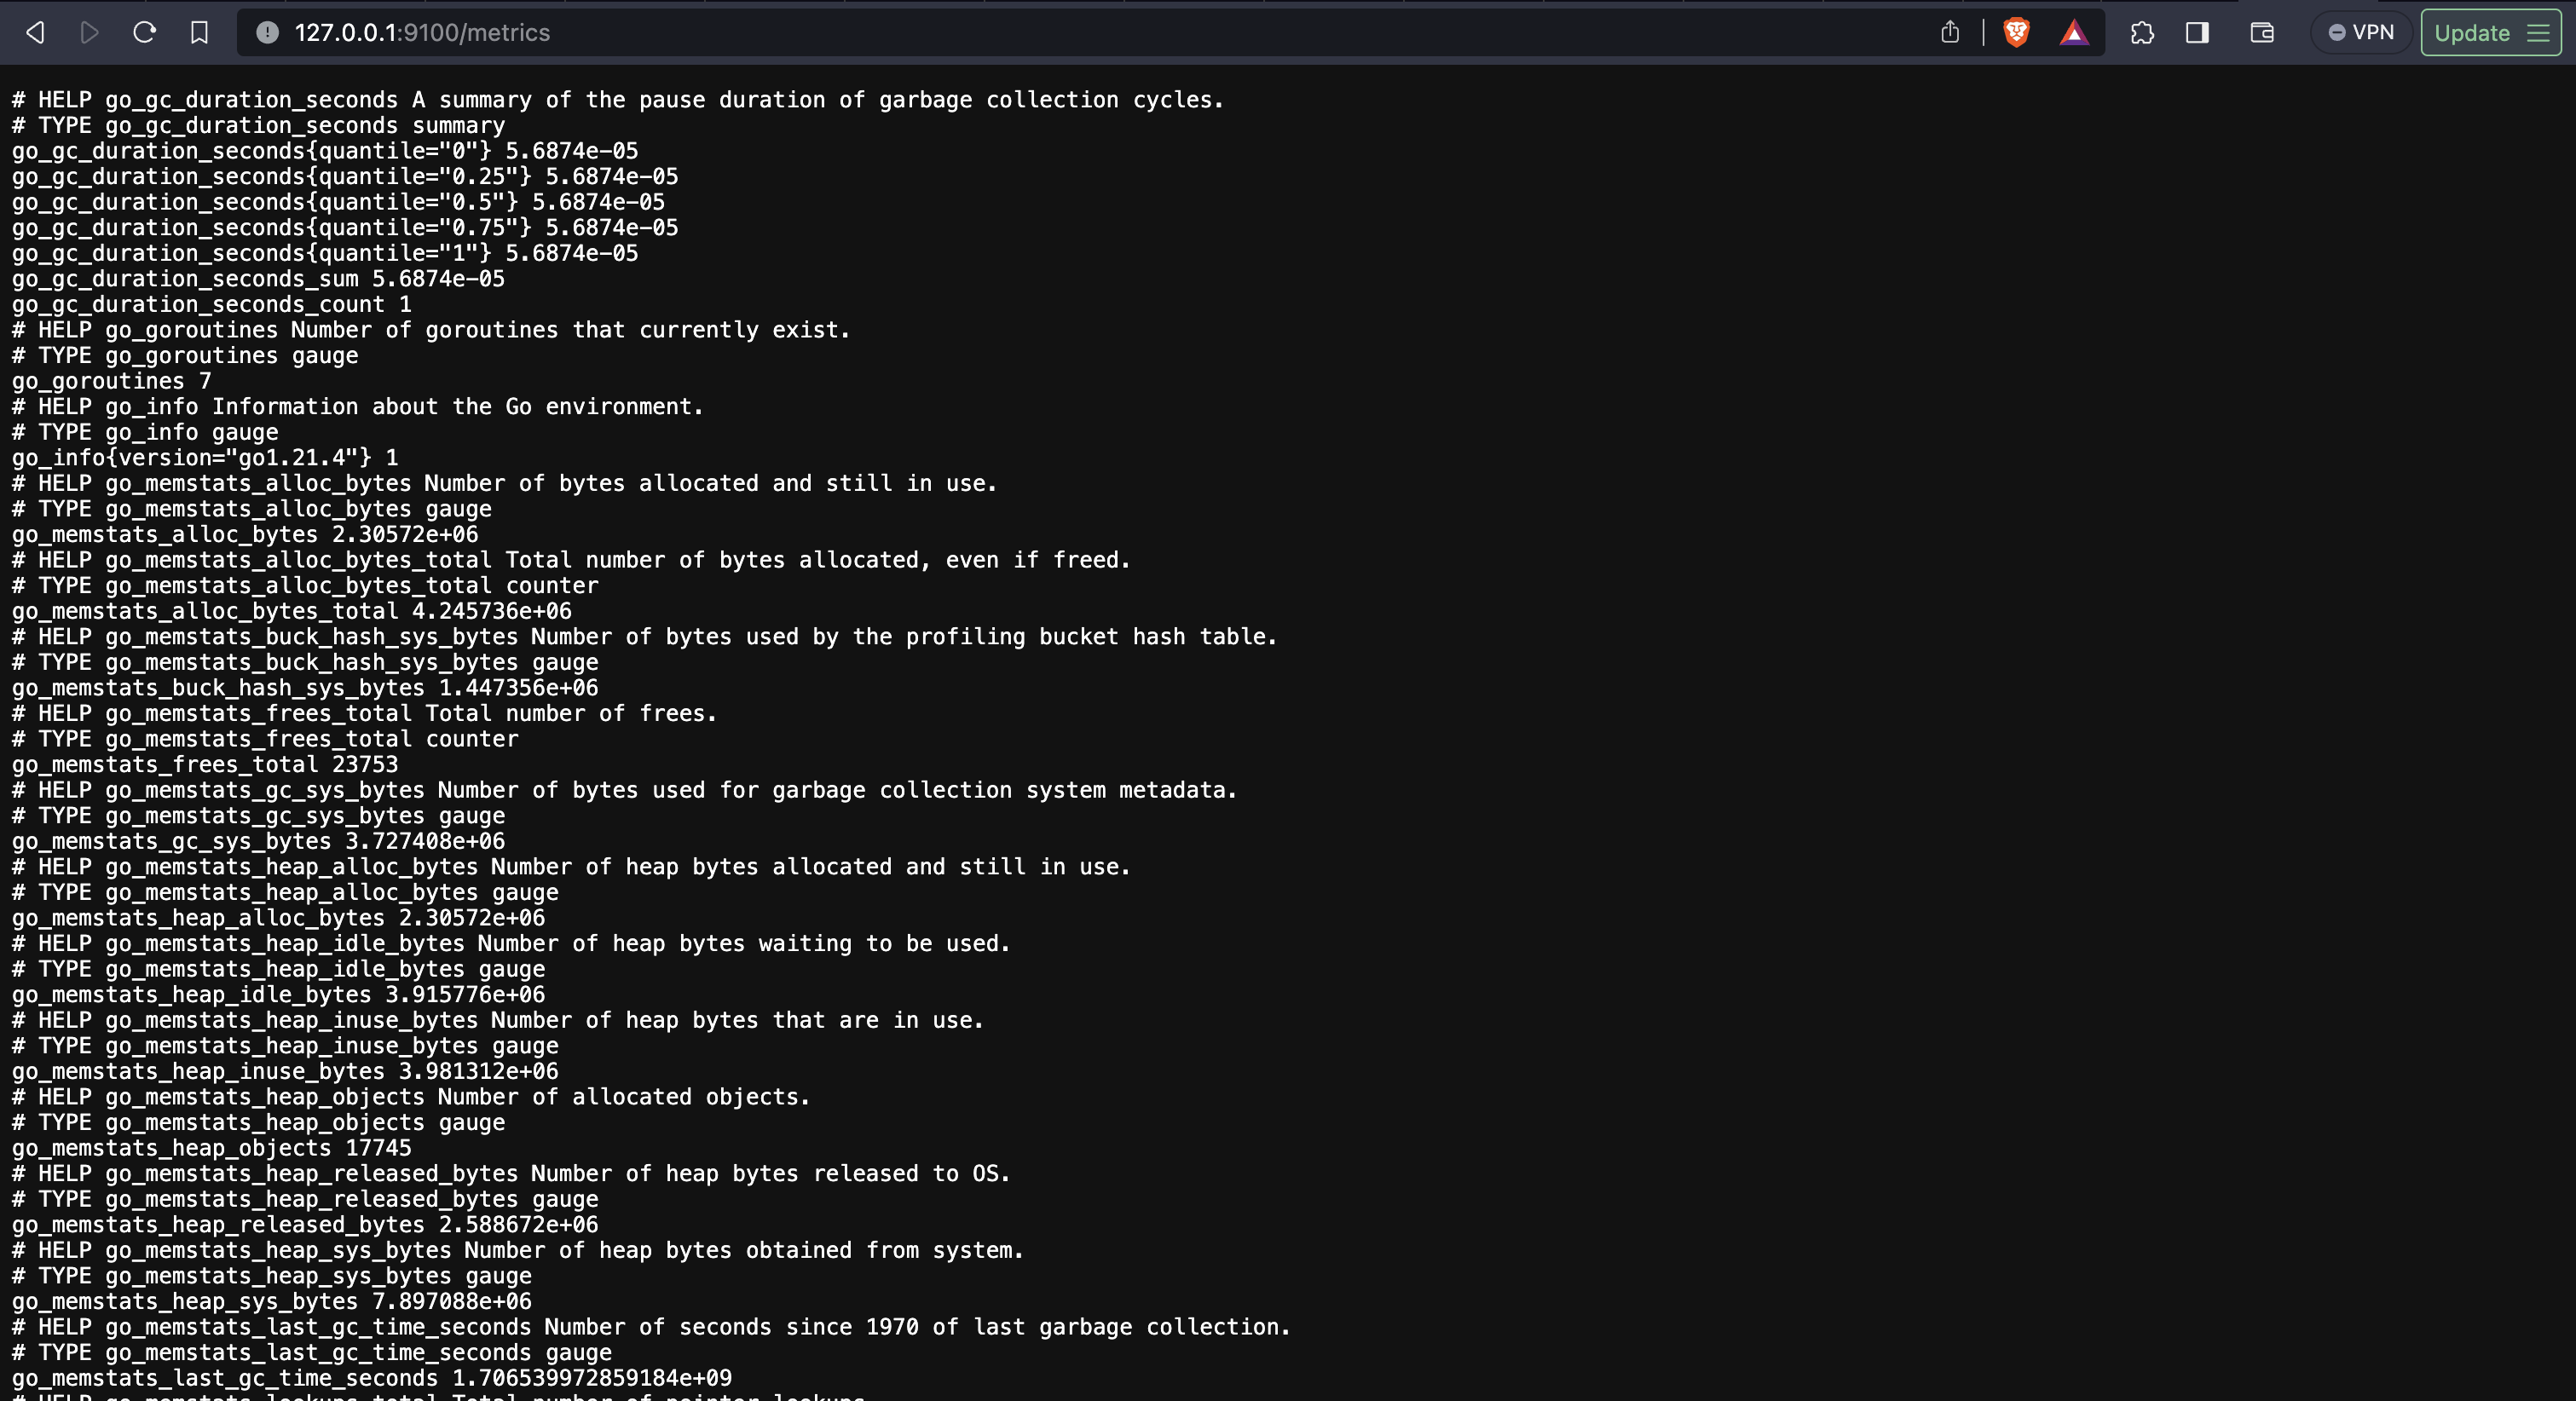 127.0.0.1:9100/metrics
VPN
Update
# HELP go_gc_duration_seconds A summary of the pause duration of garbage collection cycles.
# TYPE go_gc_duration_seconds summary
go_gc_duration_seconds{quantile="0"} 5.6874e-05
go_gc_duration_seconds{quantile="0.25"} 5.6874e-05
go_gc_duration_seconds{quantile="0.5"} 5.6874e-05
go_gc_duration_seconds{quantile="0.75"} 5.6874e-05
go_gc_duration_seconds{quantile="1"} 5.6874e-05
go_gc_duration_seconds_sum 5.6874e-05
go_gc_duration_seconds_count 1
# HELP go_goroutines Number of goroutines that currently exist.
# TYPE go_goroutines gauge
go_goroutines 7
# HELP go_info Information about the Go environment.
# TYPE go_info gauge
go_info{version="go1.21.4"} 1
# HELP go_memstats_alloc_bytes Number of bytes allocated and still in use.
# TYPE go_memstats_alloc_bytes gauge
go_memstats_alloc_bytes 2.30572e+06
# HELP go_memstats_alloc_bytes_total Total number of bytes allocated, even if freed.
# TYPE go_memstats_alloc_bytes_total counter
go_memstats_alloc_bytes_total 4.245736e+06
# HELP go_memstats_buck_hash_sys_bytes Number of bytes used by the profiling bucket hash table.
# TYPE go_memstats_buck_hash_sys_bytes gauge
go_memstats_buck_hash_sys_bytes 1.447356e+06
# HELP go_memstats_frees_total Total number of frees.
# TYPE go_memstats_frees_total counter
go_memstats_frees_total 23753
# HELP go_memstats_gc_sys_bytes Number of bytes used for garbage collection system metadata.
# TYPE go_memstats_gc_sys_bytes gauge
go_memstats_gc_sys_bytes 3.727408e+06
# HELP go_memstats_heap_alloc_bytes Number of heap bytes allocated and still in use.
# TYPE go_memstats_heap_alloc_bytes gauge
go_memstats_heap_alloc_bytes 2.30572e+06
# HELP go_memstats_heap_idle_bytes Number of heap bytes waiting to be used.
# TYPE go_memstats_heap_idle_bytes gauge
go_memstats_heap_idle_bytes 3.915776e+06
# HELP go_memstats_heap_inuse_bytes Number of heap bytes that are in use.
# TYPE go_memstats_heap_inuse_bytes gauge
go_memstats_heap_inuse_bytes 3.981312e+06
# HELP go_memstats_heap_objects Number of allocated objects.
# TYPE go_memstats_heap_objects gauge
go_memstats_heap_objects 17745
# HELP go_memstats_heap_released_bytes Number of heap bytes released to OS.
# TYPE go_memstats_heap_released_bytes gauge
go_memstats_heap_released_bytes 2.588672e+06
# HELP go_memstats_heap_sys_bytes Number of heap bytes obtained from system.
# TYPE go_memstats_heap_sys_bytes gauge
go_memstats_heap_sys_bytes 7.897088e+06
# HELP go_memstats_last_gc_time_seconds Number of seconds since 1970 of last garbage collection.
# TYPE go_memstats_last_gc_time_seconds gauge
go_memstats_last_gc_time_seconds 1.706539972859184e+09
# HELP go_memstats_lookups_total Total number of pointer lookups.